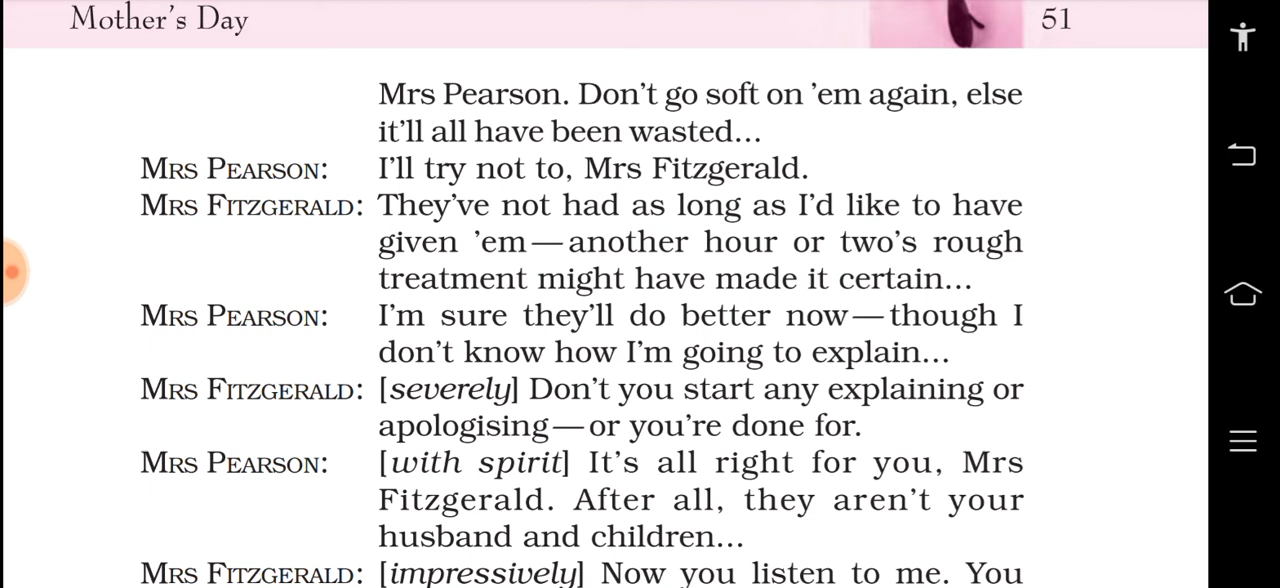 Mother's Day 51
Mrs Pearson. Don't go soft on 'em again, else
it'll all have been wasted...
MRS PEARSON: I'll try not to, Mrs Fitzgerald.
MRS FITZGERALD: They've not had as long as I'd like to have
given 'em—another hour or two's rough
treatment might have made it certain...
MRS PEARSON: I'm sure they'll do better now—though I
don't know how I'm going to explain...
MRS FITZGERALD: [severely] Don't you start any explaining or
apologising—or you're done for.
MRS PEARSON: [with spirit] It's all right for you, Mrs
Fitzgerald. After all, they aren't your
husband and children...
MRS FITZGERALD: [impressively] Now you listen to me. You